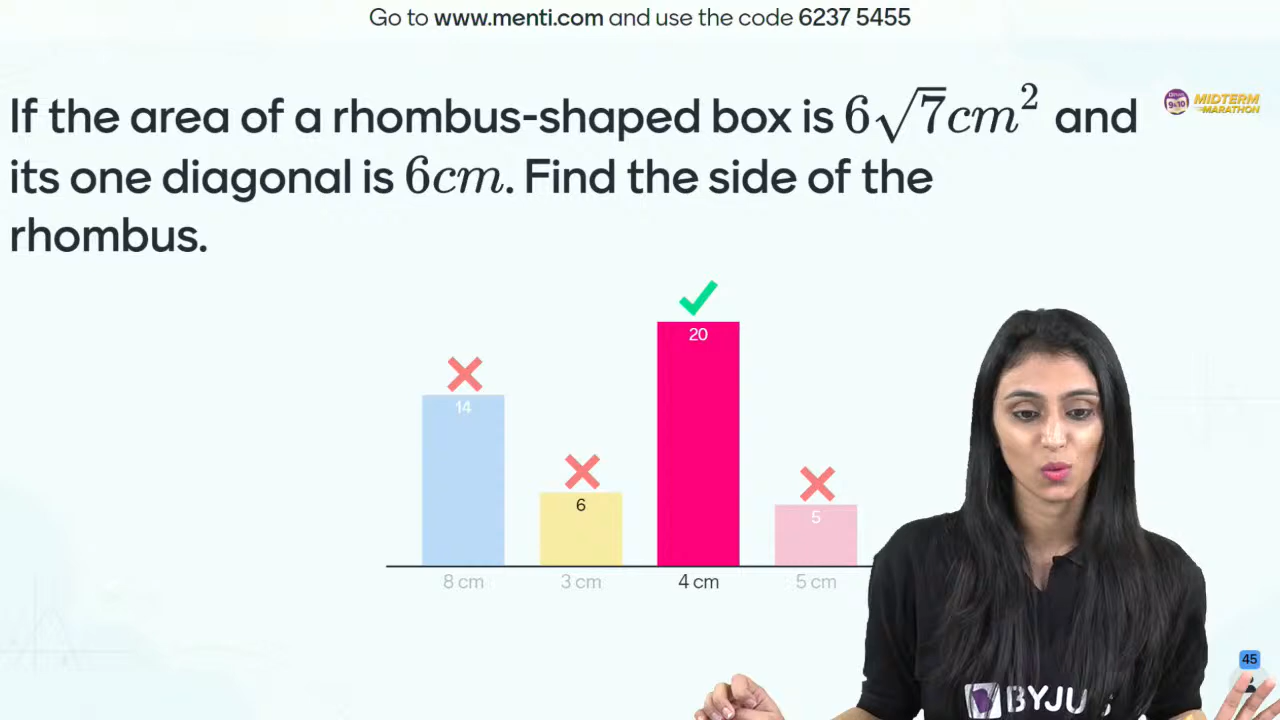 Go to www.menti.com and use the code 6237 5455
If the area of a rhombus-shaped box is 6√7cm² and
its one diagonal is 6cm. Find the side of the
rhombus.
9&10
MIDTERM
MARATHON
20
14
6
5
8 cm
3 cm
4 cm
5 cm
45
BYJU'S